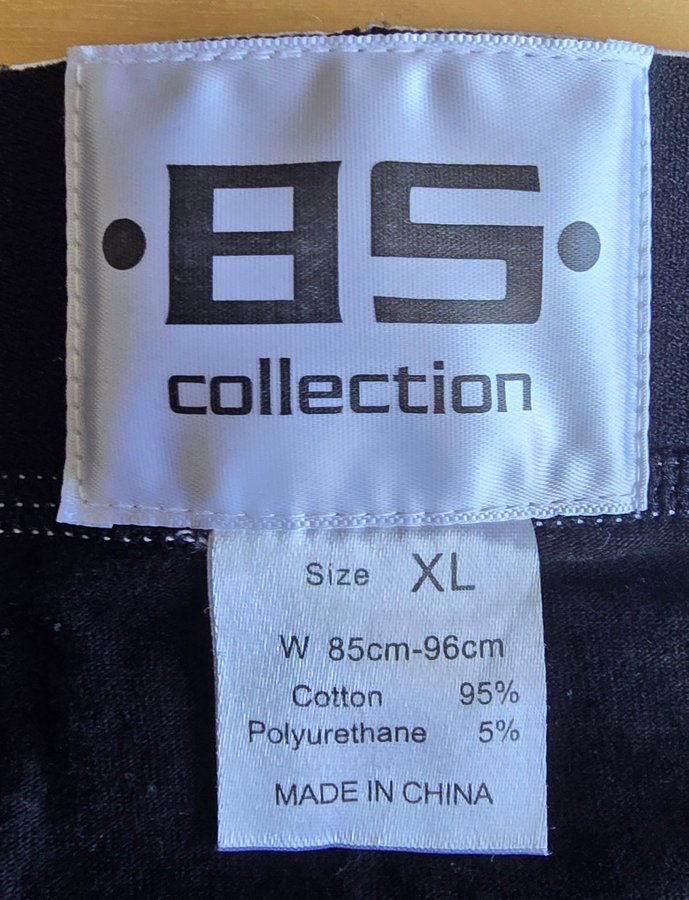 •BS•
collection
Size XL
W 85cm-96cm
Cotton 95%
Polyurethane 5%
MADE IN CHINA